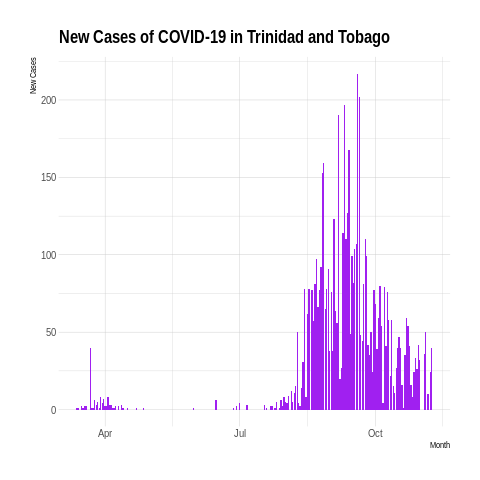 New Cases of COVID-19 in Trinidad and Tobago
New Cases
200
150
100
50
0
Apr
Jul
Oct
Month